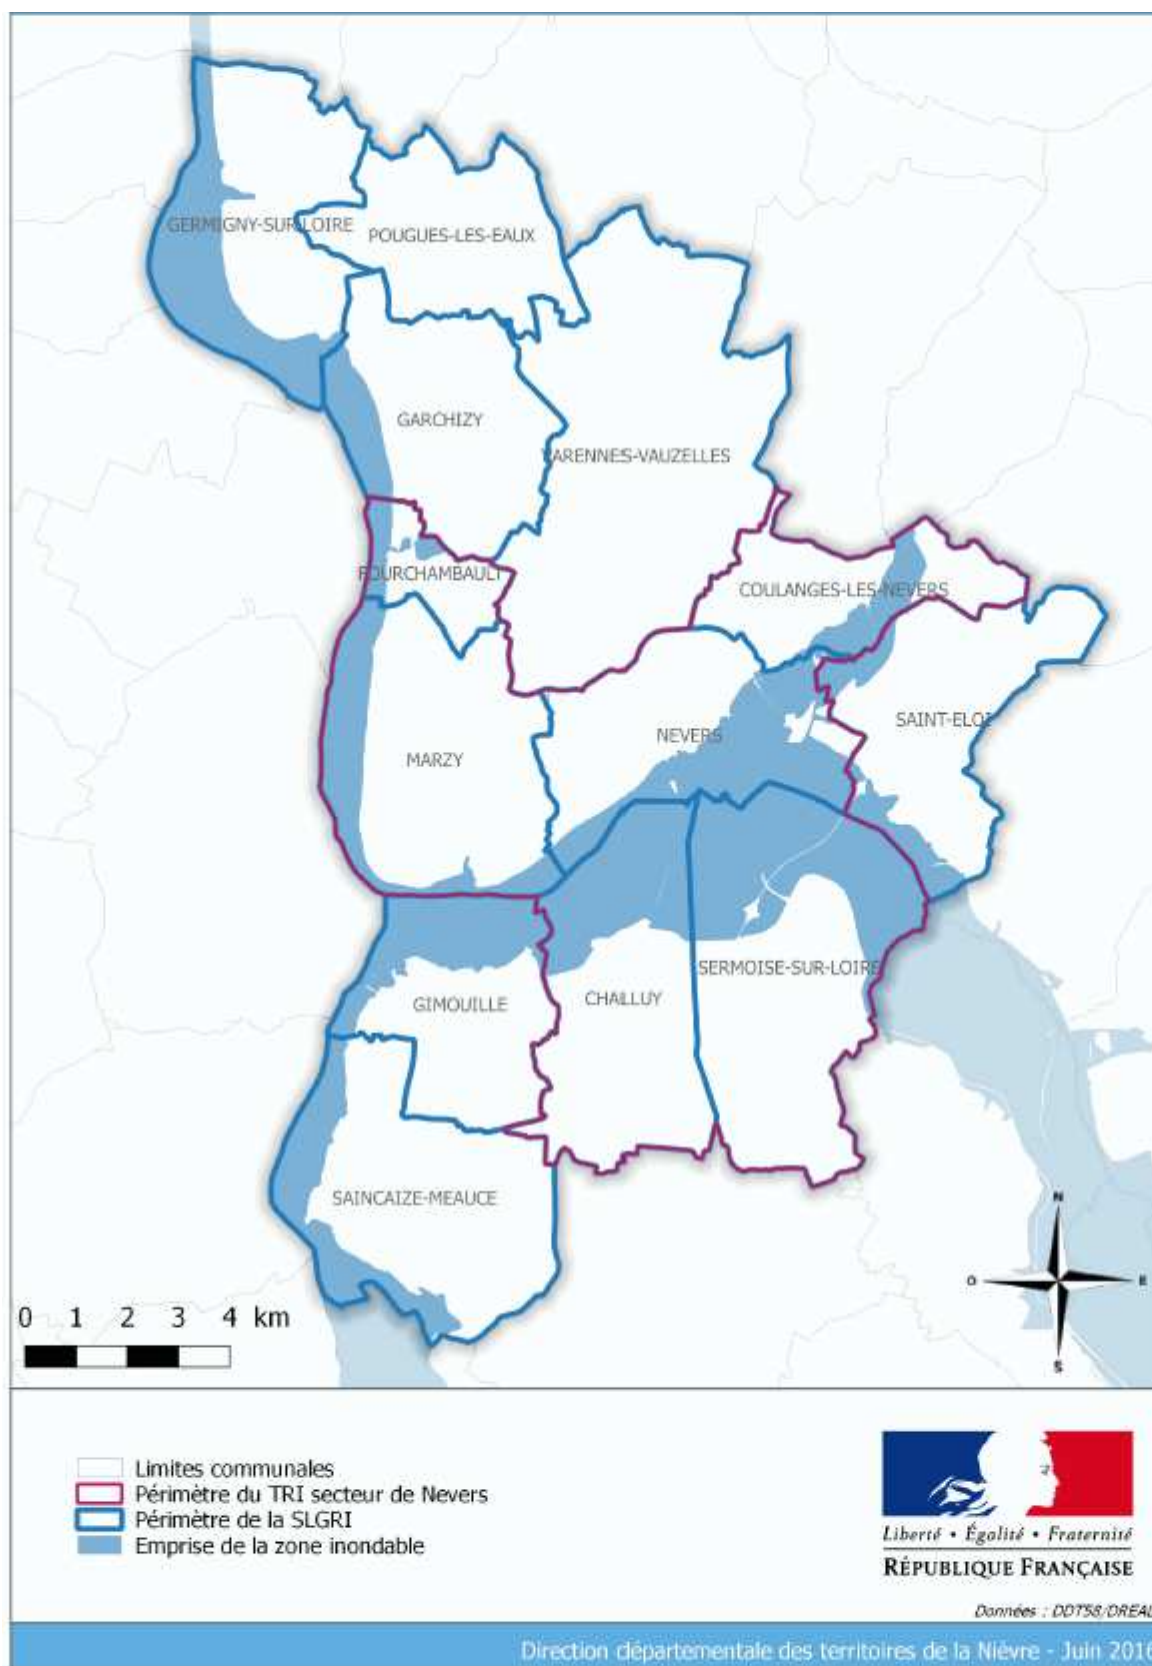 GERMIGNY-SUR-LOIRE
POUGUES-LES-EAUX
GARCHIZY
VARENNES-VAUZELLES
FOURCHAMBAULT
COULANGES-LES-NEVERS
SAINT-ELOI
NEVERS
MARZY
SERMOISE-SUR-LOIRE
CHALLUY
GIMOUILLE
SAINCAIZE-MEAUCE
N
O
E
S
0 1 2 3 4 km
Limites communales
Périmètre du TRI secteur de Nevers
Périmètre de la SLGRI
Emprise de la zone inondable
Liberté • Égalité • Fraternité
RÉPUBLIQUE FRANÇAISE
Données : DDT58/DREAL
Direction départementale des territoires de la Nièvre - Juin 2016